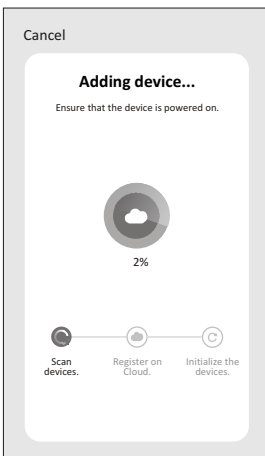 Cancel
Adding device...
Ensure that the device is powered on.
2%
Scan
devices.
Register on
Cloud.
Initialize the
devices.